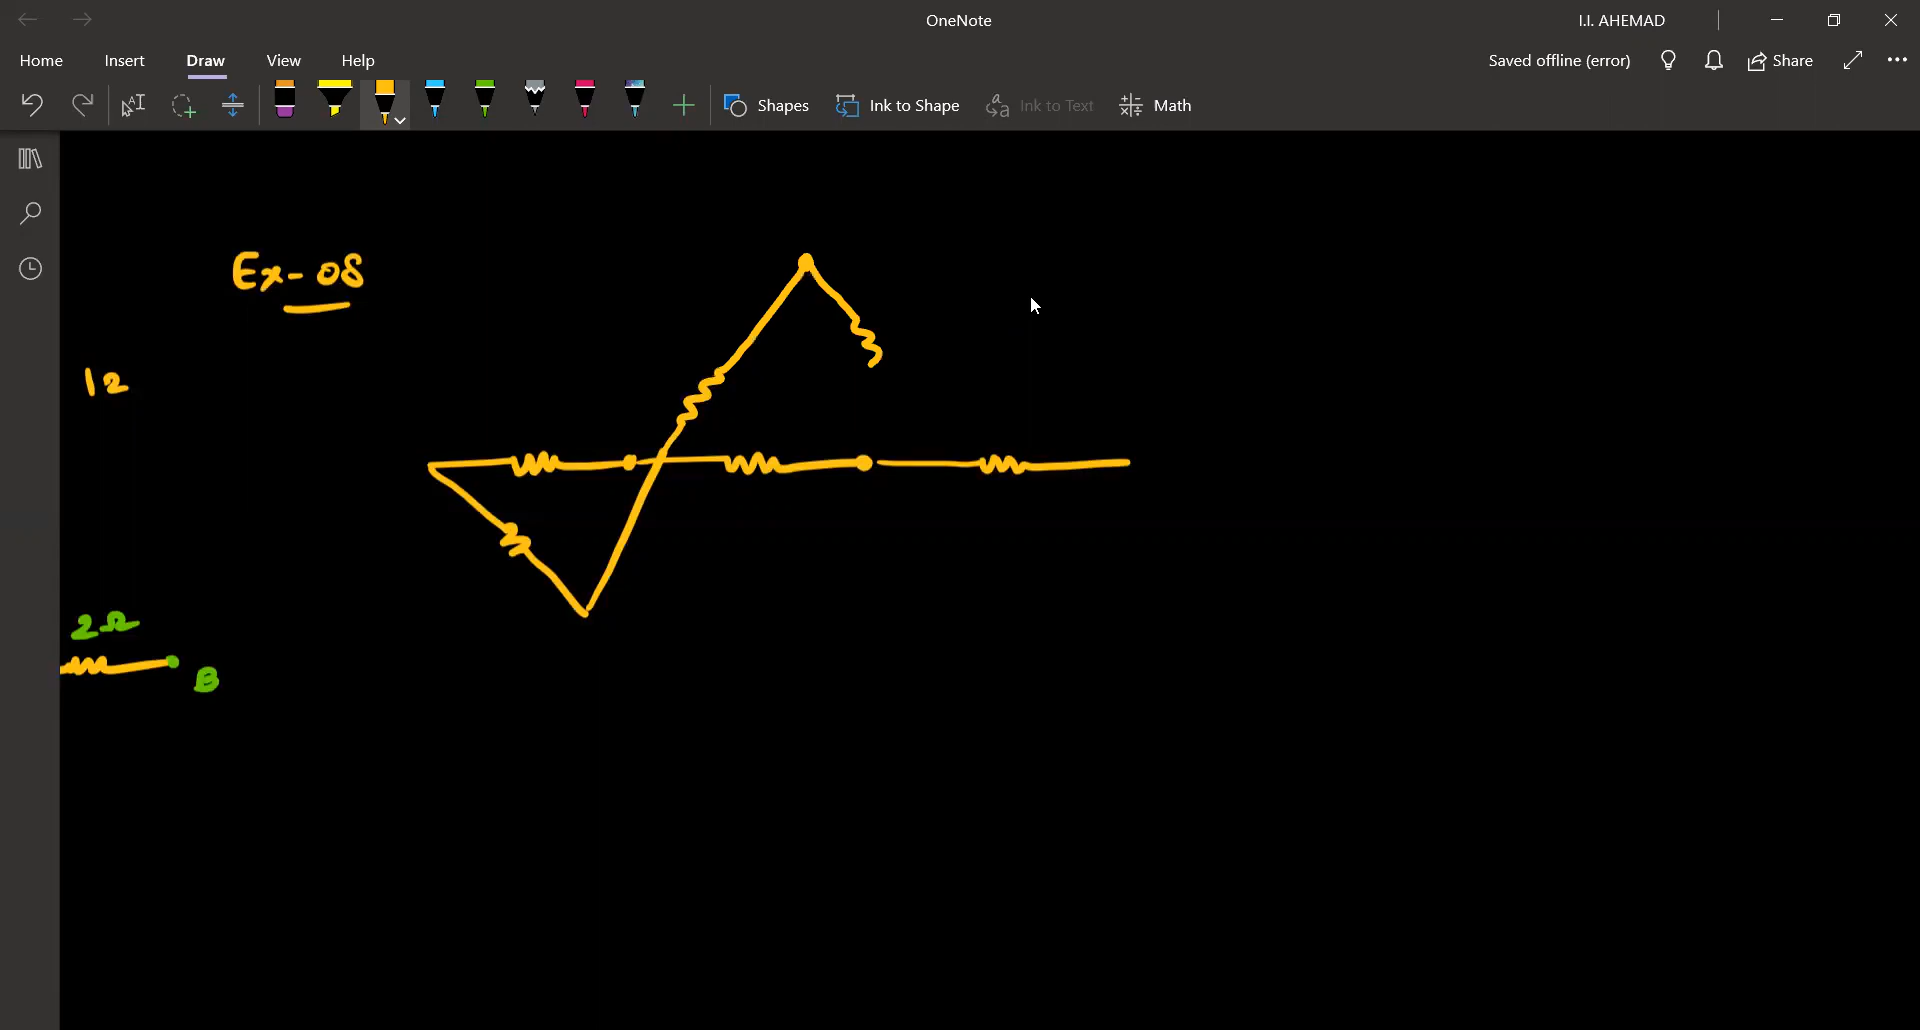 OneNote
I.I. AHEMAD
Home Insert Draw View Help
Saved offline (error) Share
Shapes Ink to Shape Ink to Text Math
Ex-08
12
2Ω
B